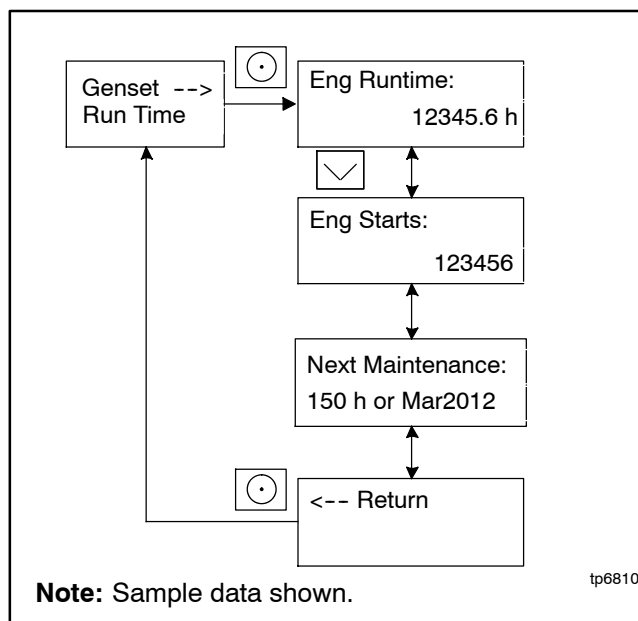 Genset -->
Run Time
Eng Runtime:
12345.6 h
Eng Starts:
123456
Next Maintenance:
150 h or Mar2012
<-- Return
Note: Sample data shown.
tp6810